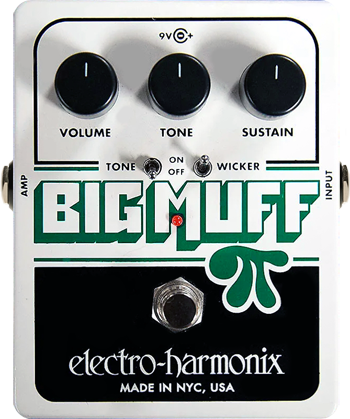 9V +
VOLUME TONE SUSTAIN
TONE ON OFF WICKER
AMP
INPUT
BIG MUFF
π
electro-harmonix
MADE IN NYC, USA